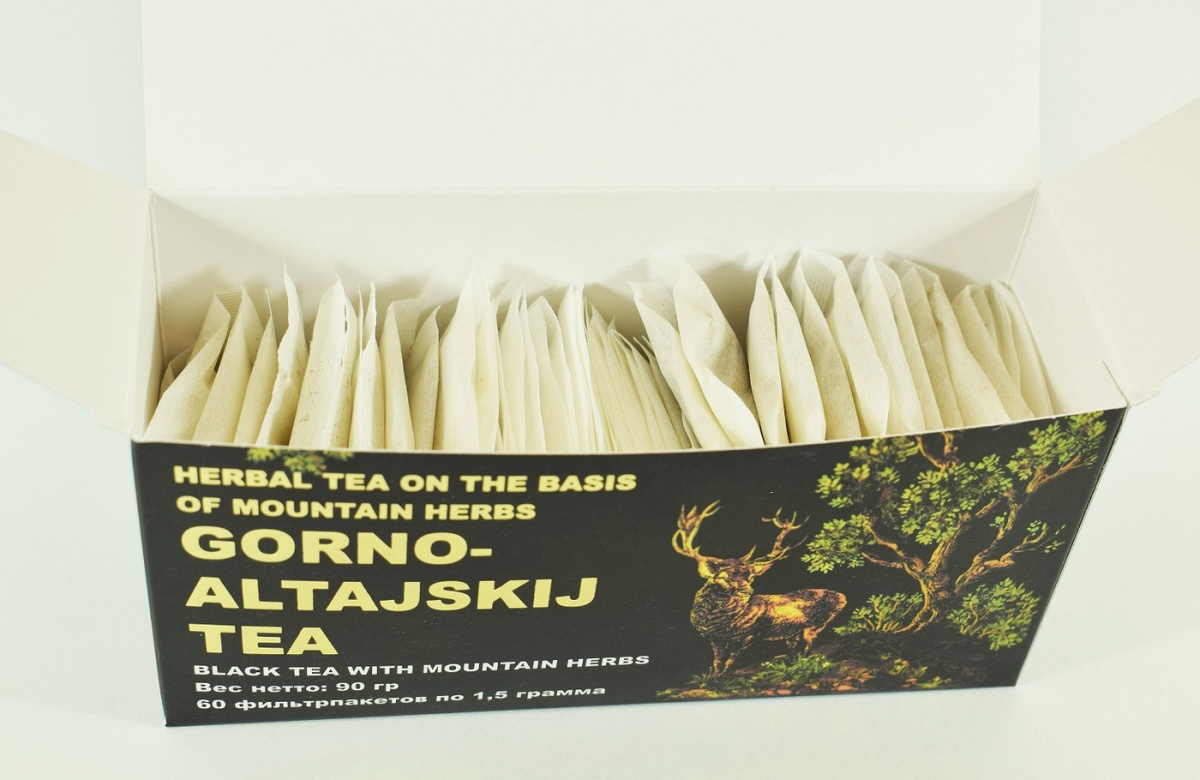 HERBAL TEA ON THE BASIS
OF MOUNTAIN HERBS
GORNO-
ALTAJSKIJ
TEA
BLACK TEA WITH MOUNTAIN HERBS
Вес нетто: 90 гр
60 фильтрпакетов по 1,5 грамма